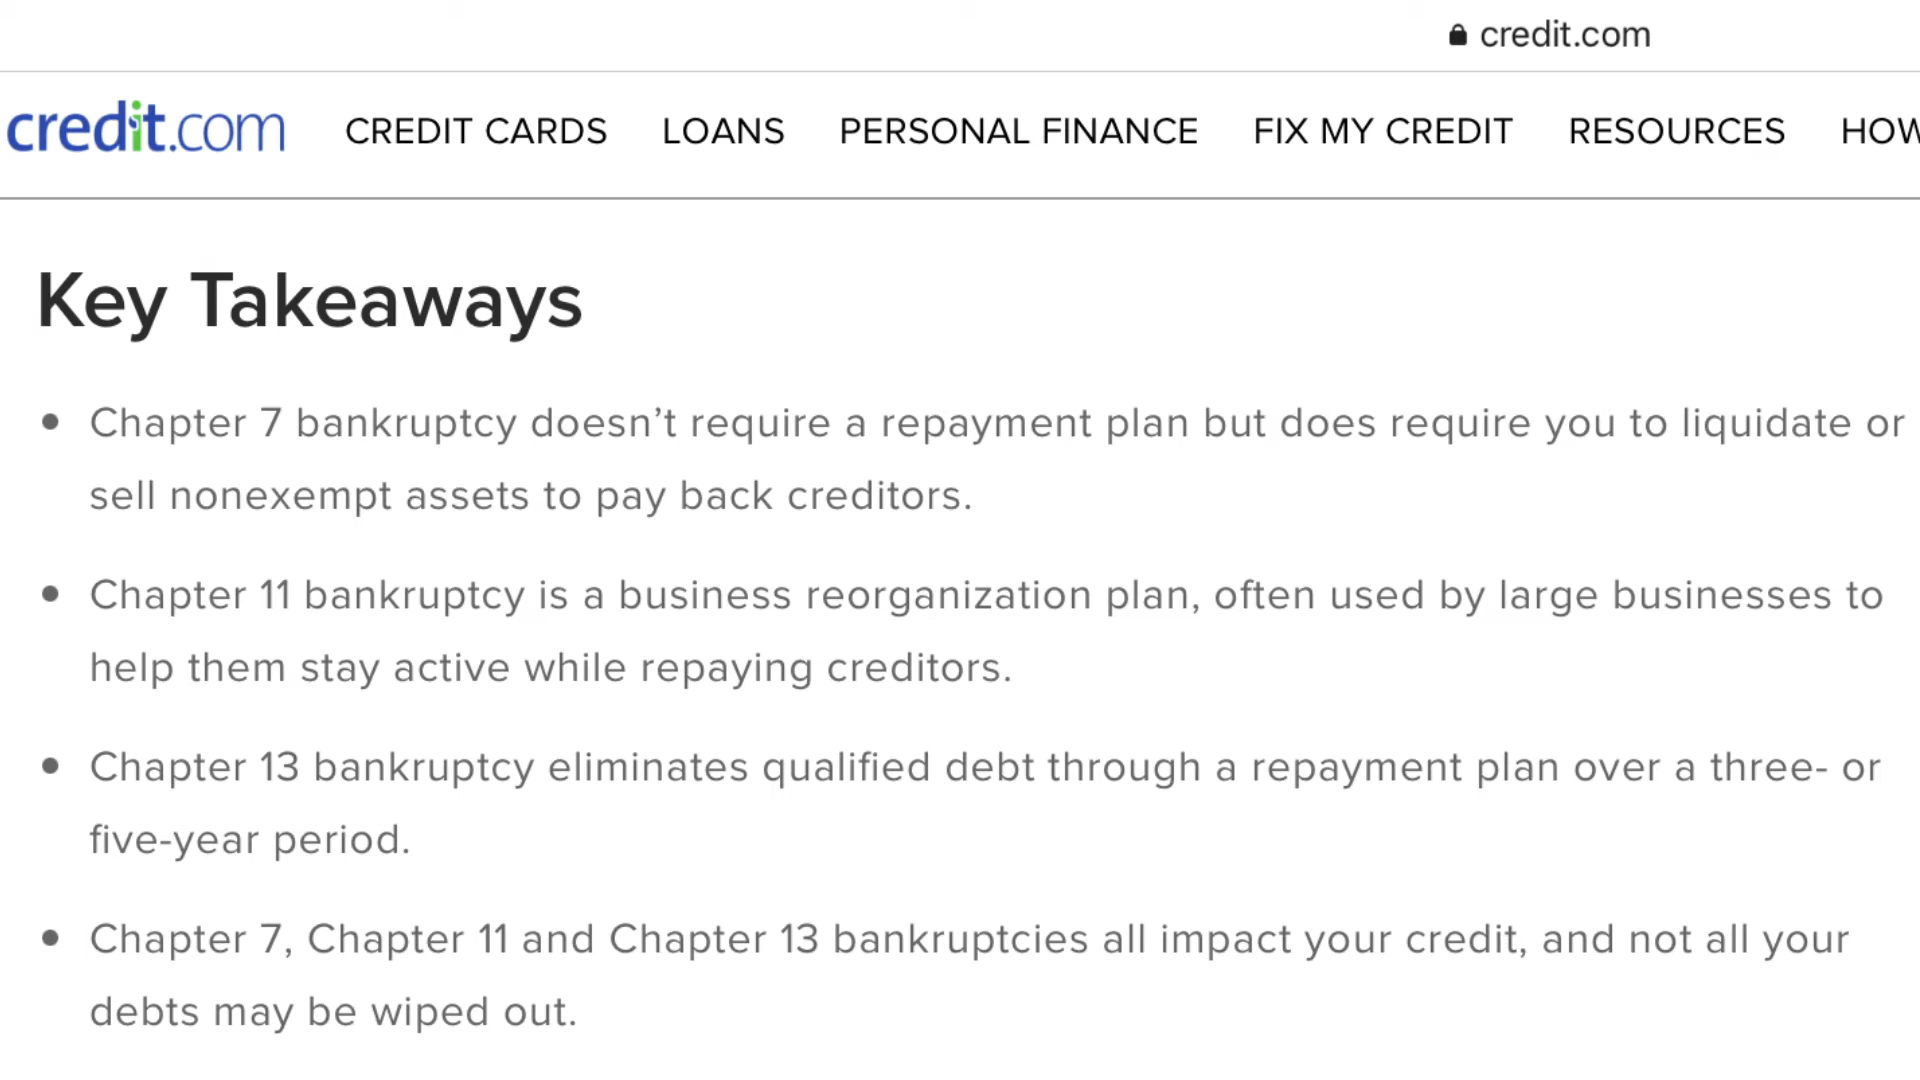 credit.com
credit.com CREDIT CARDS LOANS PERSONAL FINANCE FIX MY CREDIT RESOURCES HOW
Key Takeaways
• Chapter 7 bankruptcy doesn’t require a repayment plan but does require you to liquidate or
sell nonexempt assets to pay back creditors.
• Chapter 11 bankruptcy is a business reorganization plan, often used by large businesses to
help them stay active while repaying creditors.
• Chapter 13 bankruptcy eliminates qualified debt through a repayment plan over a three- or
five-year period.
• Chapter 7, Chapter 11 and Chapter 13 bankruptcies all impact your credit, and not all your
debts may be wiped out.